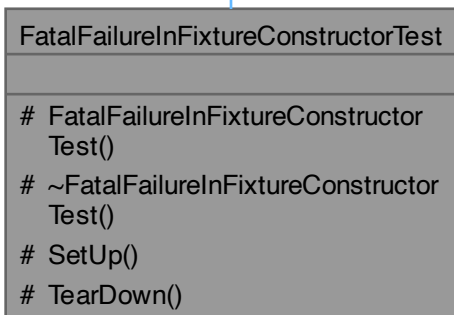 FatalFailureInFixtureConstructorTest
# FatalFailureInFixtureConstructor
Test()
# ~FatalFailureInFixtureConstructor
Test()
# SetUp()
# TearDown()